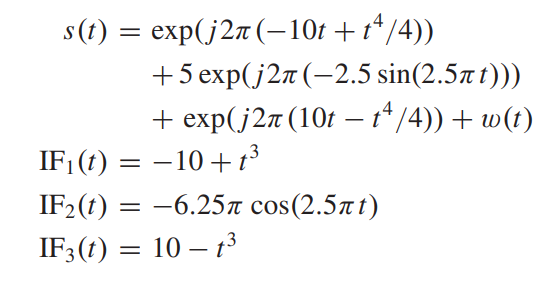 s(t) = exp(j2π(−10t + t⁴/4))
+ 5 exp(j2π(−2.5 sin(2.5πt)))
+ exp(j2π(10t − t⁴/4)) + w(t)
IF₁(t) = −10 + t³
IF₂(t) = −6.25π cos(2.5πt)
IF₃(t) = 10 − t³